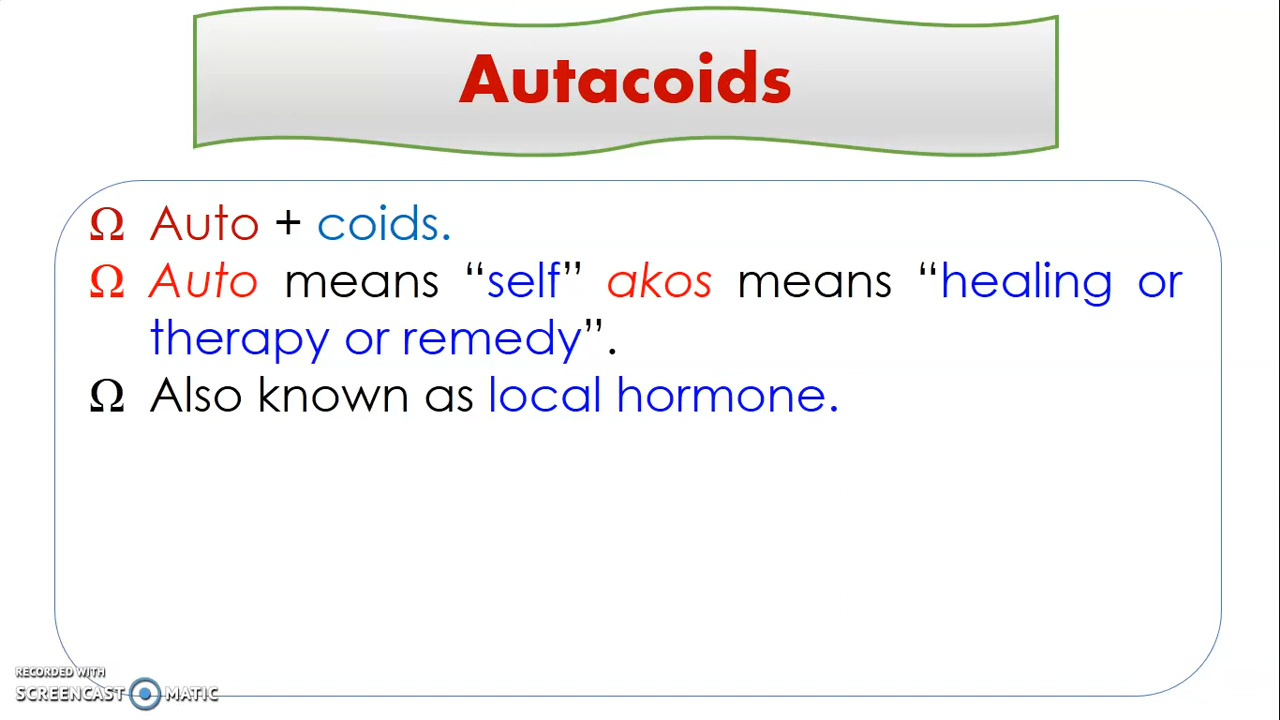 Autacoids
Ω Auto + coids.
Ω Auto means “self” akos means “healing or
therapy or remedy”.
Ω Also known as local hormone.
RECORDED WITH
SCREENCAST MATIC